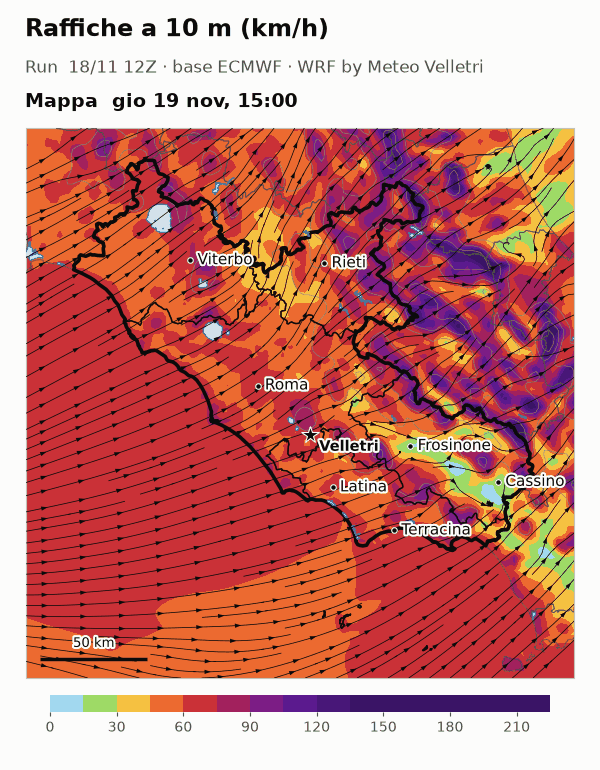 Raffiche a 10 m (km/h)
Run  18/11 12Z · base ECMWF · WRF by Meteo Velletri
Mappa  gio 19 nov, 15:00
Viterbo
Rieti
Roma
Velletri
Frosinone
Cassino
Latina
Terracina
50 km
0 30 60 90 120 150 180 210